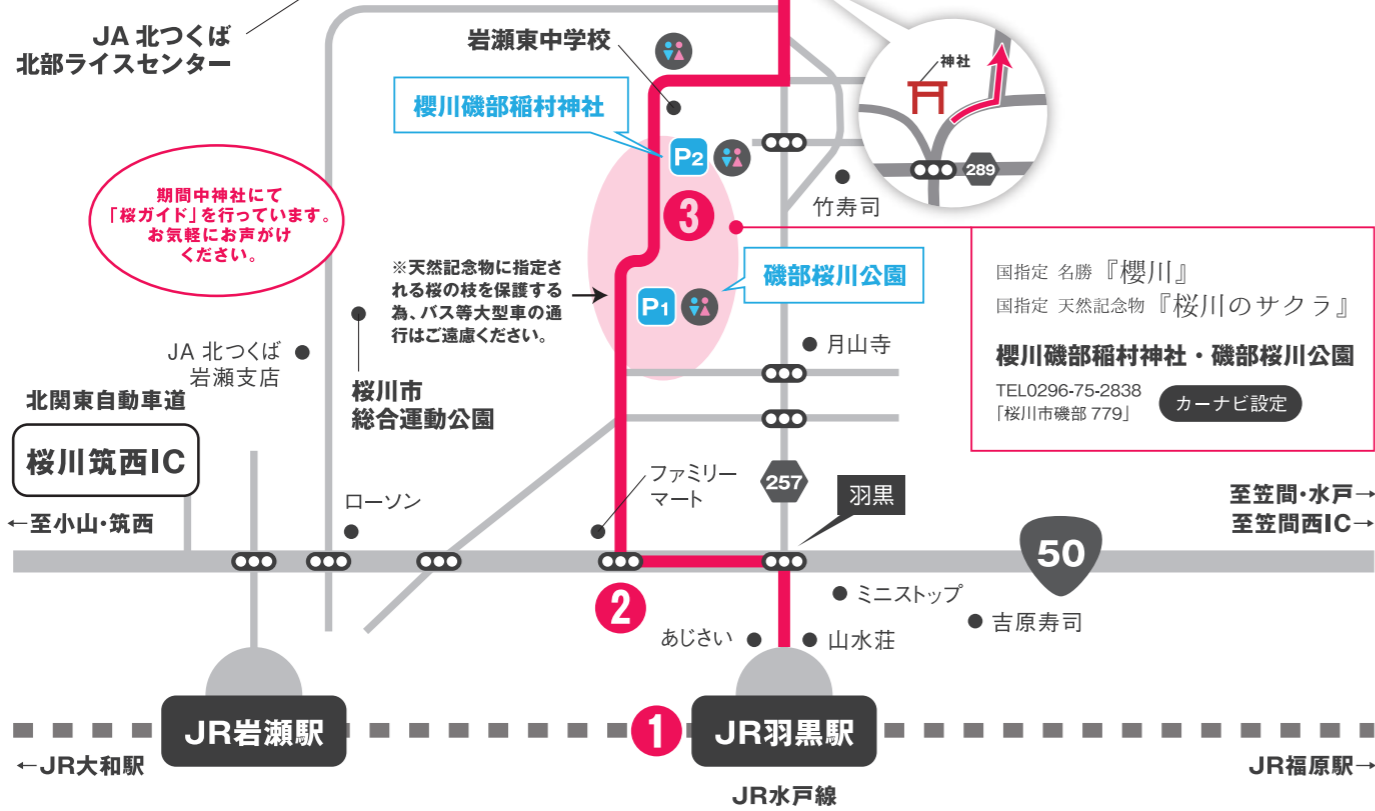 JA 北つくば
北部ライスセンター
岩瀬東中学校
神社
289
櫻川磯部稲村神社
P2
竹寿司
期間中神社にて
「桜ガイド」を行っています。
お気軽にお声がけ
ください。
3
※天然記念物に指定さ
れる桜の枝を保護する
為、バス等大型車の通
行はご遠慮ください。
磯部桜川公園
P1
国指定 名勝『櫻川』
国指定 天然記念物『桜川のサクラ』
櫻川磯部稲村神社・磯部桜川公園
TEL0296-75-2838
「桜川市磯部 779」
カーナビ設定
JA 北つくば
岩瀬支店
月山寺
桜川市
総合運動公園
北関東自動車道
桜川筑西IC
←至小山・筑西
ローソン
ファミリー
マート
257
羽黒
至笠間・水戸→
至笠間西IC→
50
2
ミニストップ
吉原寿司
あじさい
山水荘
JR岩瀬駅
1
JR羽黒駅
←JR大和駅
JR福原駅→
JR水戸線